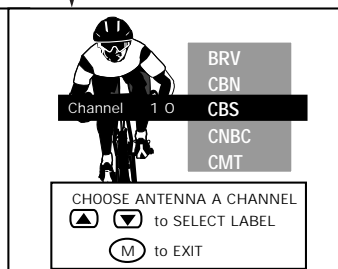 BRV
CBN
Channel 10 CBS
CNBC
CMT
CHOOSE ANTENNA A CHANNEL
to SELECT LABEL
M to EXIT